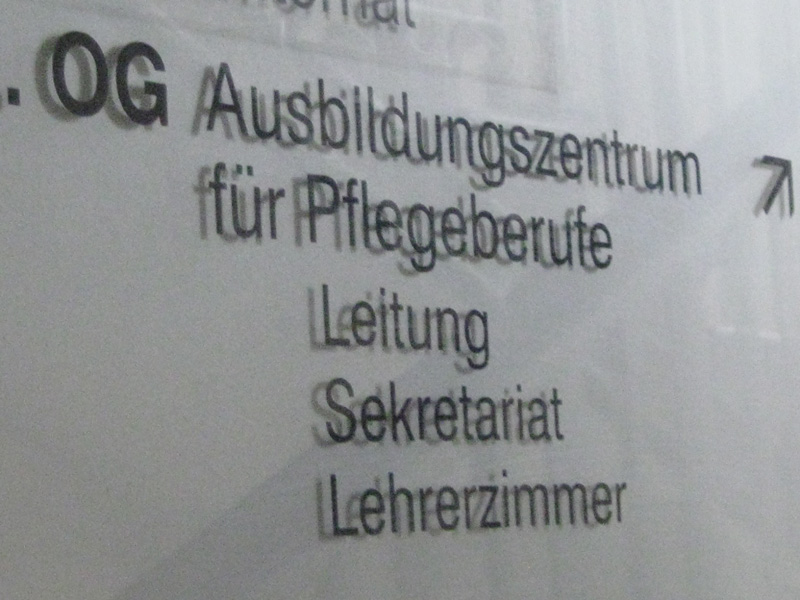 . OG Ausbildungszentrum
für Pflegeberufe
Leitung
Sekretariat
Lehrerzimmer